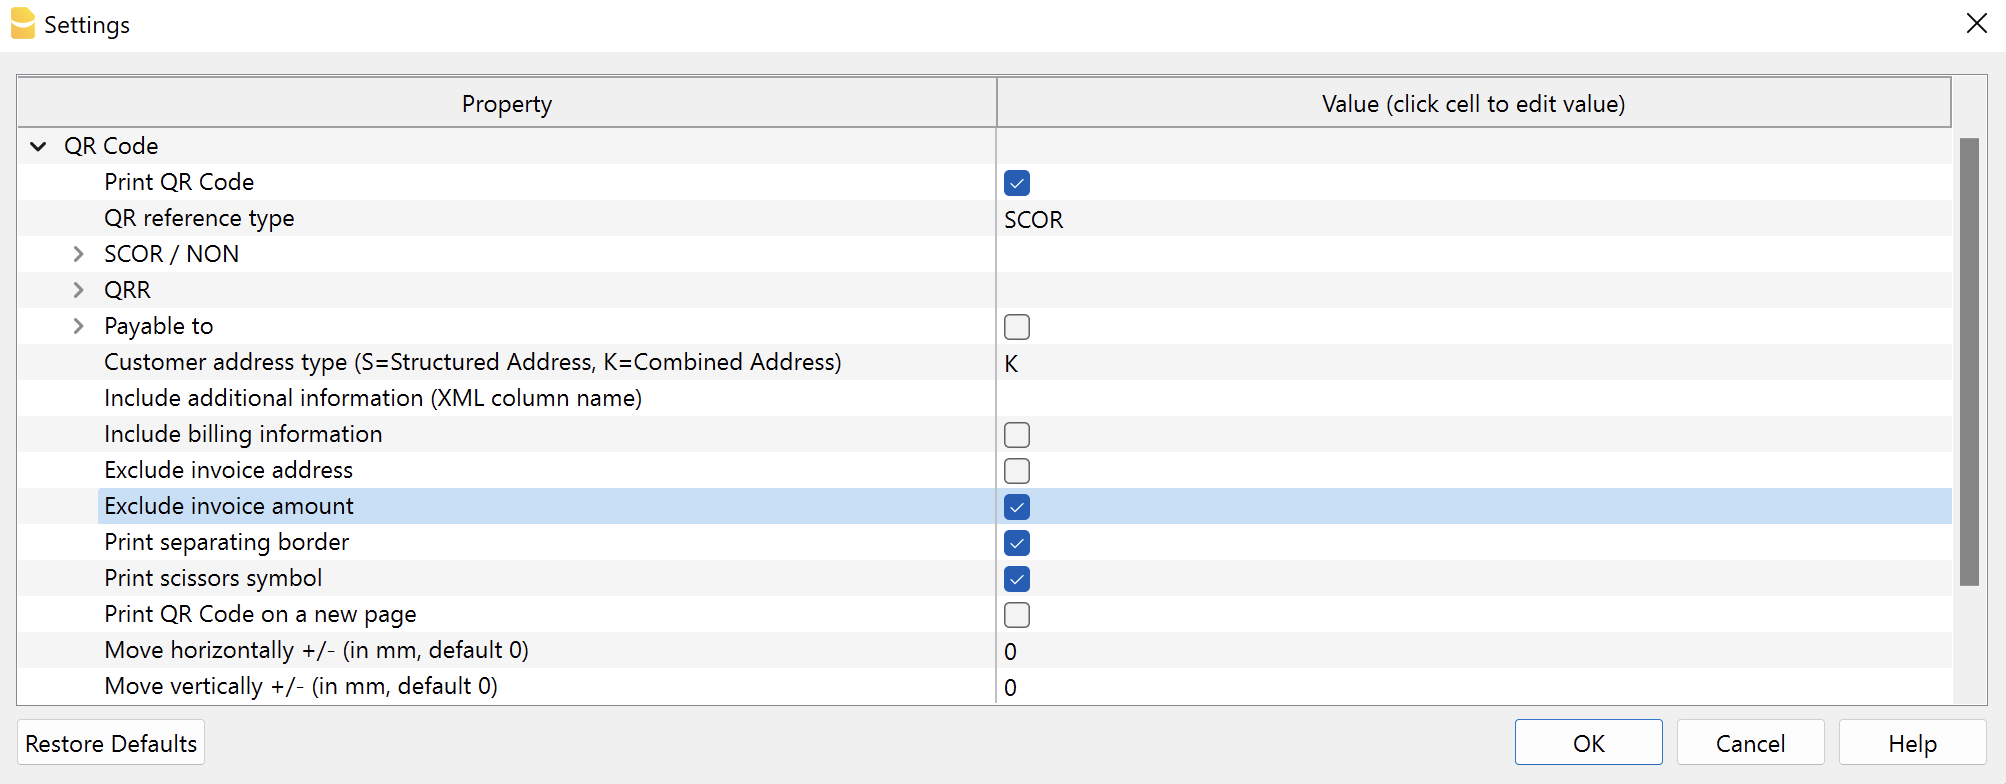 Settings
Property Value (click cell to edit value)
QR Code
Print QR Code
QR reference type SCOR
SCOR / NON
QRR
Payable to
Customer address type (S=Structured Address, K=Combined Address) K
Include additional information (XML column name)
Include billing information
Exclude invoice address
Exclude invoice amount
Print separating border
Print scissors symbol
Print QR Code on a new page
Move horizontally +/- (in mm, default 0) 0
Move vertically +/- (in mm, default 0) 0
Restore Defaults OK Cancel Help